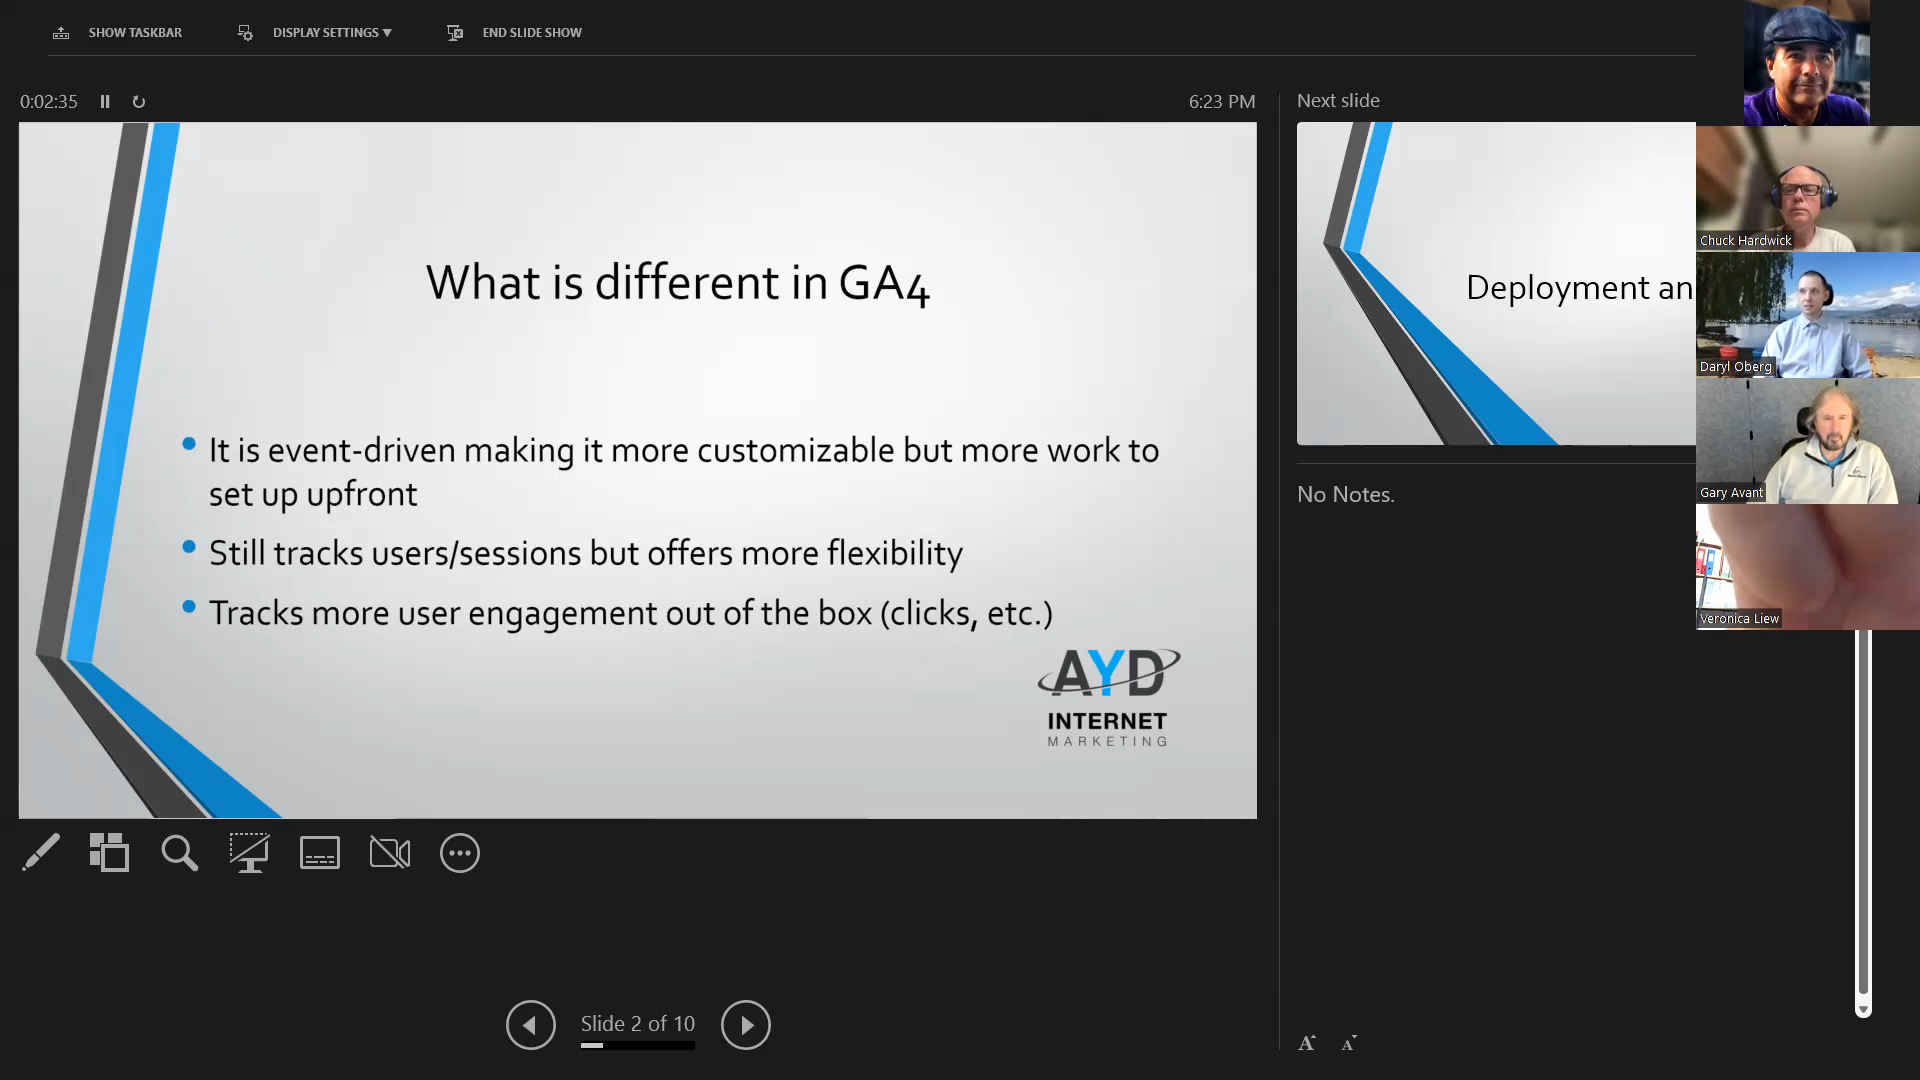 SHOW TASKBAR
DISPLAY SETTINGS ▼
END SLIDE SHOW
0:02:35
6:23 PM
What is different in GA4
• It is event-driven making it more customizable but more work to
set up upfront
• Still tracks users/sessions but offers more flexibility
• Tracks more user engagement out of the box (clicks, etc.)
AYD
INTERNET
MARKETING
Slide 2 of 10
Next slide
Deployment an
No Notes.
A A
Chuck Hardwick
Daryl Oberg
Gary Avant
Veronica Liew